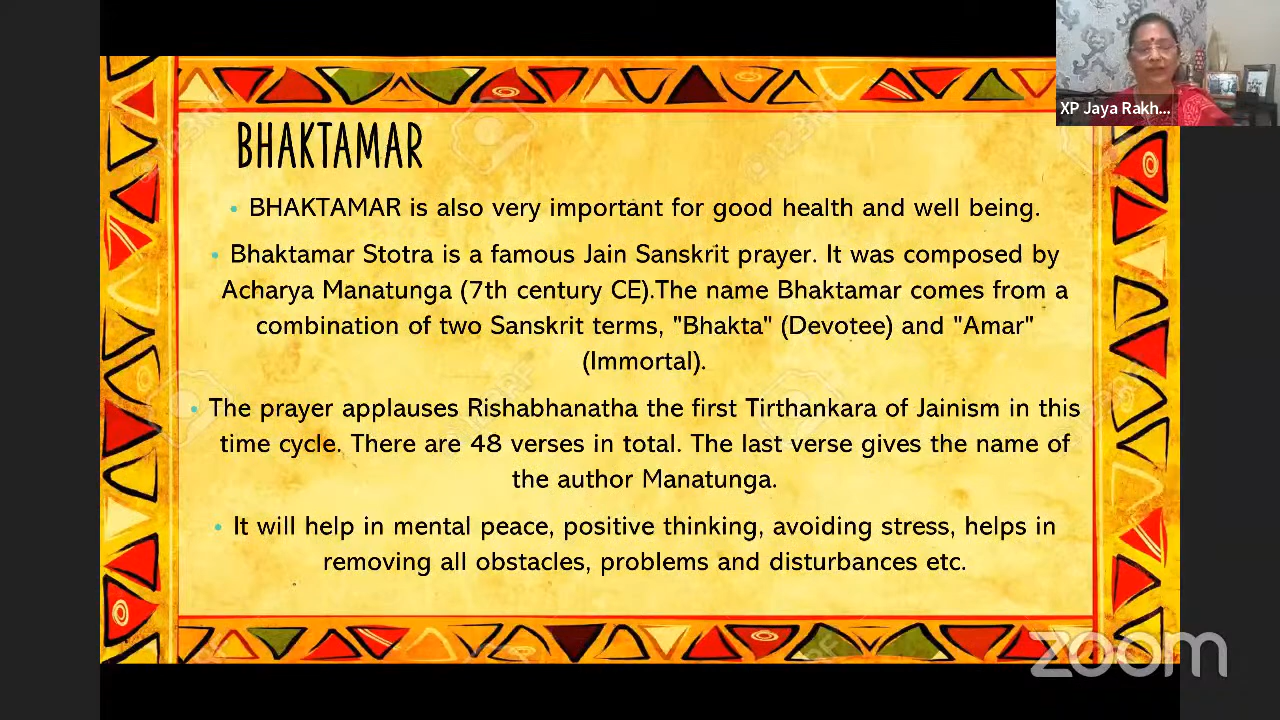 XP Jaya Rakh...
BHAKTAMAR
• BHAKTAMAR is also very important for good health and well being.
• Bhaktamar Stotra is a famous Jain Sanskrit prayer. It was composed by
Acharya Manatunga (7th century CE).The name Bhaktamar comes from a
combination of two Sanskrit terms, "Bhakta" (Devotee) and "Amar"
(Immortal).
• The prayer applauses Rishabhanatha the first Tirthankara of Jainism in this
time cycle. There are 48 verses in total. The last verse gives the name of
the author Manatunga.
• It will help in mental peace, positive thinking, avoiding stress, helps in
removing all obstacles, problems and disturbances etc.
zoom